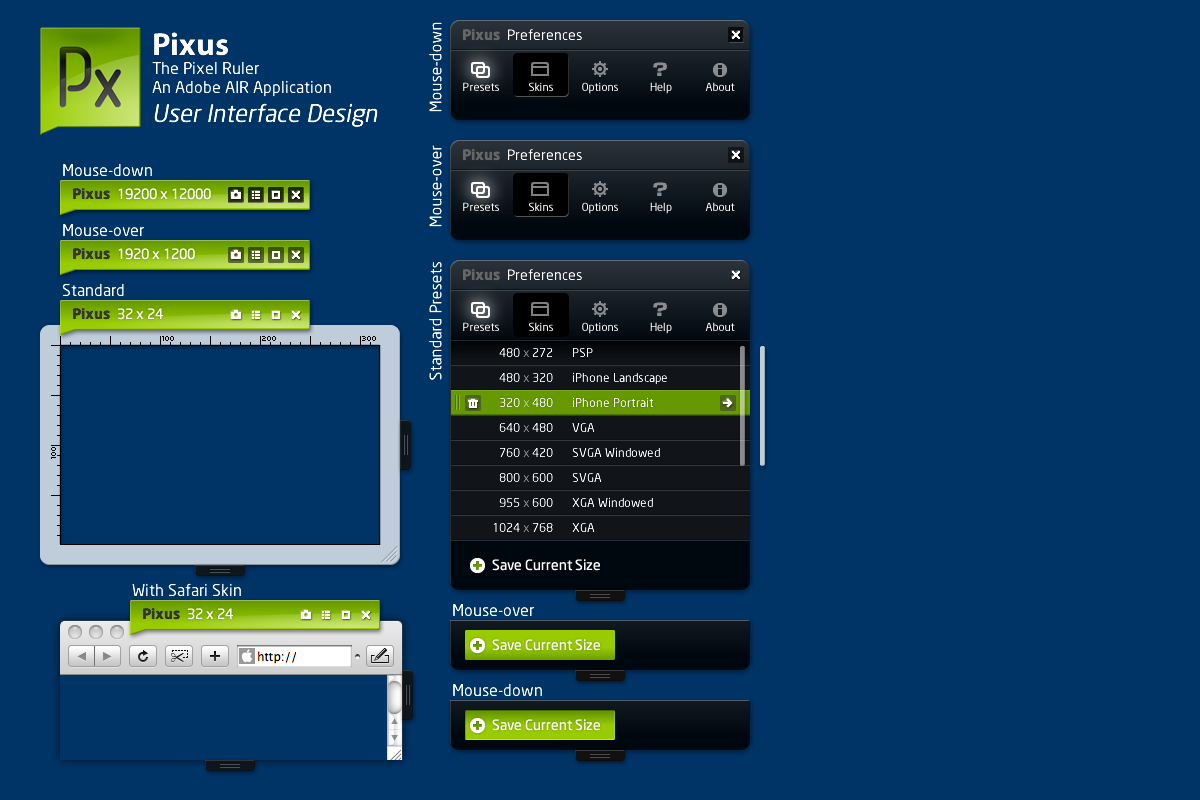 Px
Pixus
The Pixel Ruler
An Adobe AIR Application
User Interface Design
Mouse-down
Pixus 19200 x 12000
Mouse-over
Pixus 1920 x 1200
Standard
Pixus 32 x 24
100 200 300
100
With Safari Skin
Pixus 32 x 24
http://
Mouse-down
Pixus Preferences
Presets Skins Options Help About
Mouse-over
Pixus Preferences
Presets Skins Options Help About
Standard Presets
Pixus Preferences
Presets Skins Options Help About
480 x 272 PSP
480 x 320 iPhone Landscape
320 x 480 iPhone Portrait
640 x 480 VGA
760 x 420 SVGA Windowed
800 x 600 SVGA
955 x 600 XGA Windowed
1024 x 768 XGA
Save Current Size
Mouse-over
Save Current Size
Mouse-down
Save Current Size